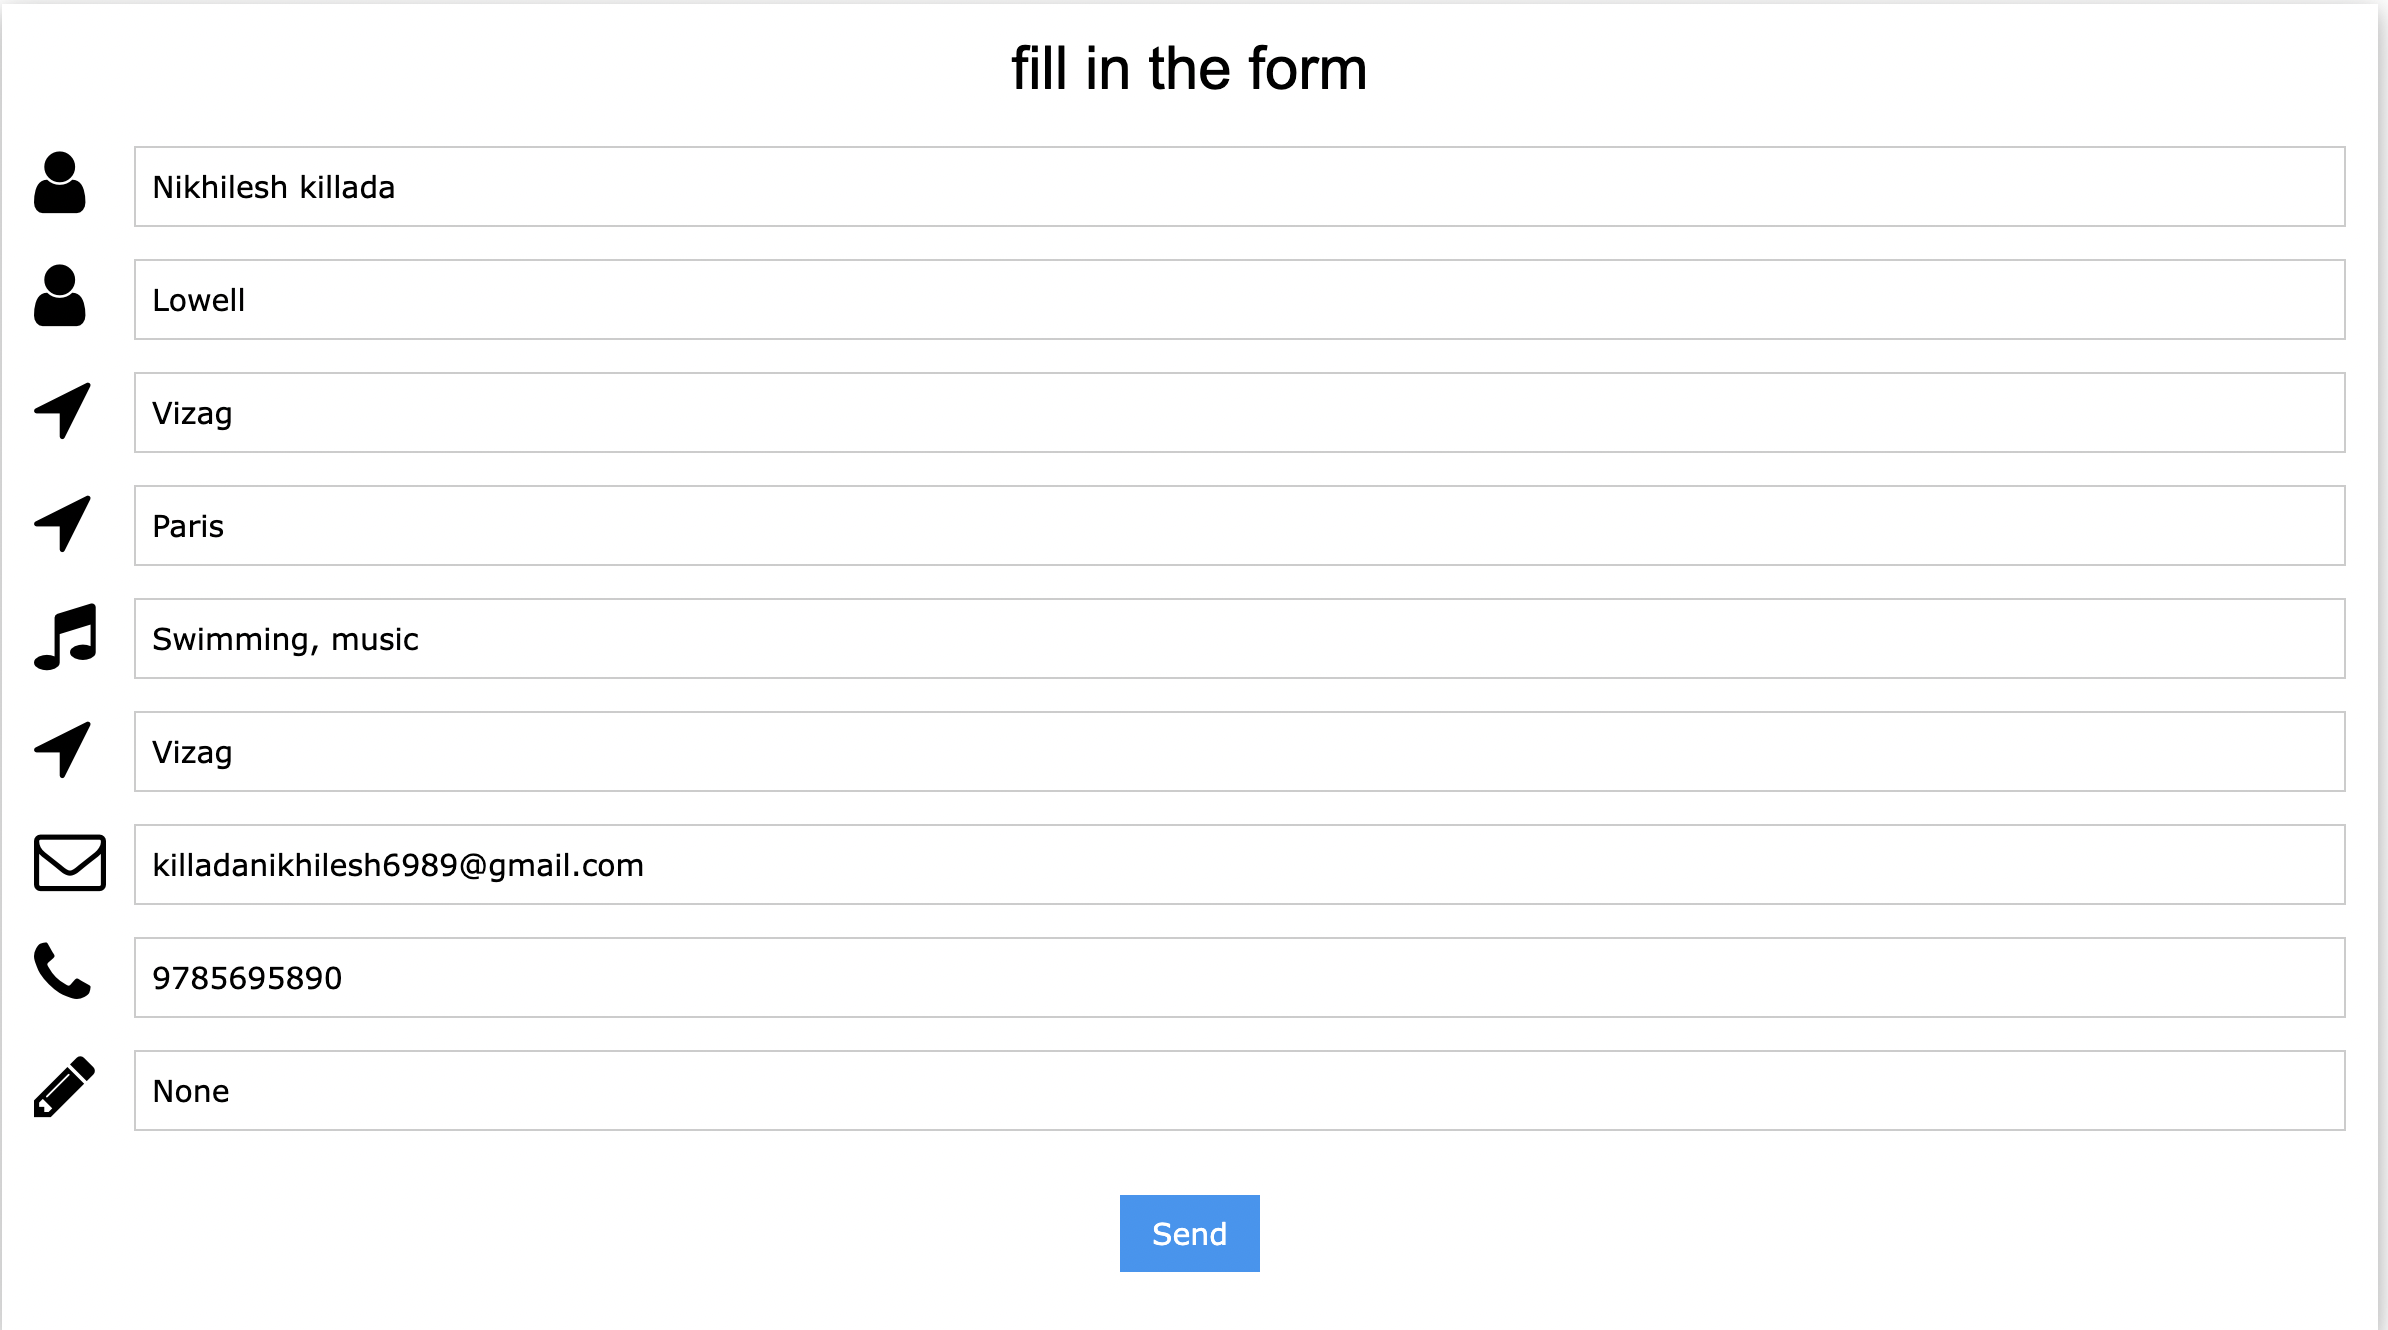 fill in the form
Nikhilesh killada
Lowell
Vizag
Paris
Swimming, music
Vizag
killadanikhilesh6989@gmail.com
9785695890
None
Send